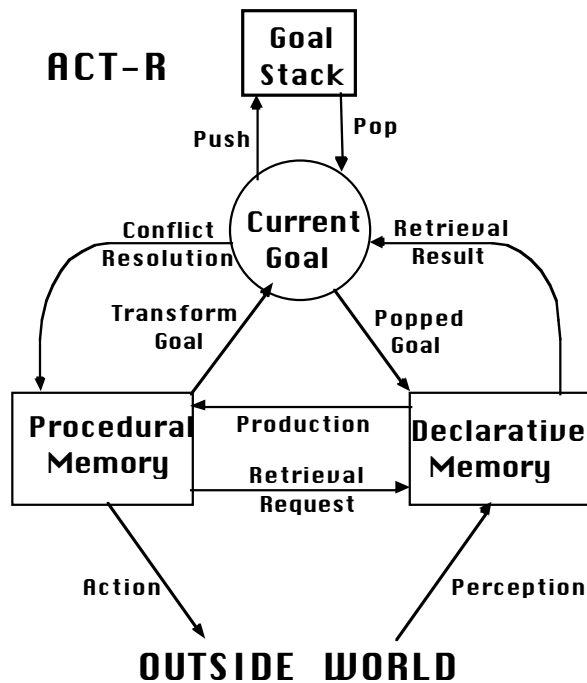 ACT-R
Goal
Stack
Push
Pop
Current
Goal
Conflict
Resolution
Retrieval
Result
Transform
Goal
Popped
Goal
Procedural
Memory
Production
Declarative
Memory
Retrieval
Request
Action
Perception
OUTSIDE WORLD